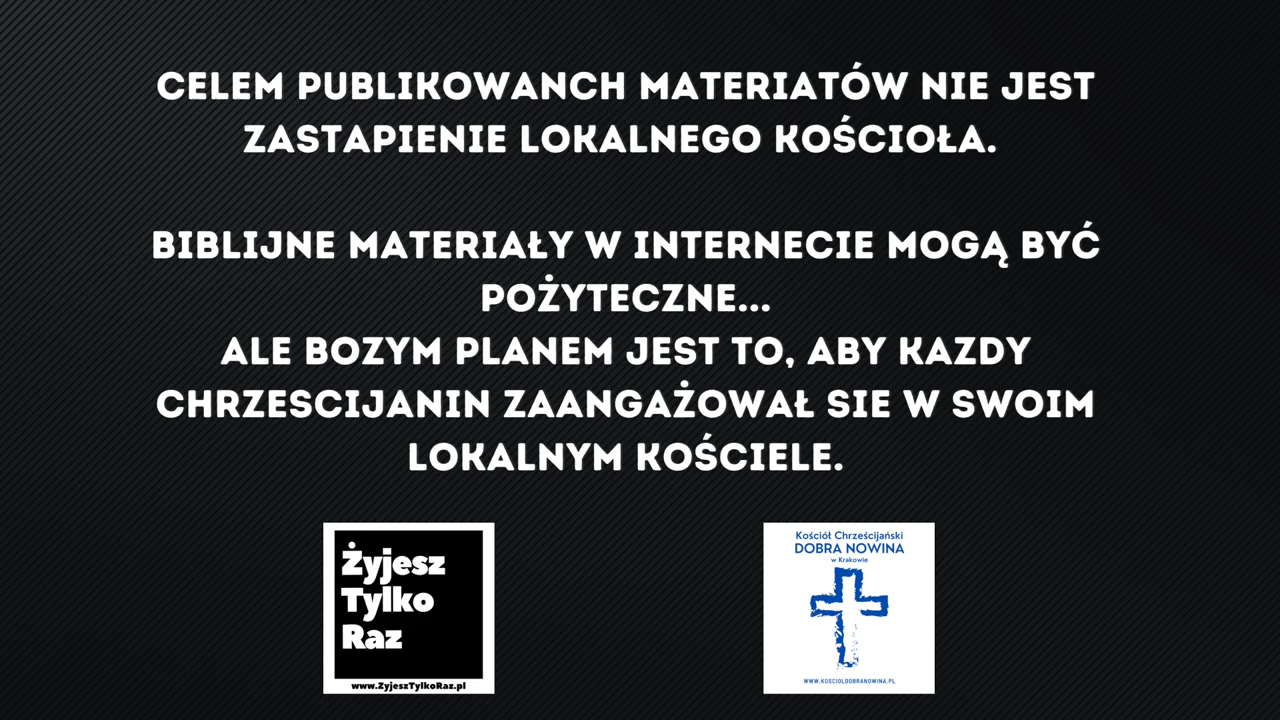 CELEM PUBLIKOWANCH MATERIATÓW NIE JEST
ZASTAPIENIE LOKALNEGO KOŚCIOŁA.
BIBLIJNE MATERIAŁY W INTERNECIE MOGĄ BYĆ
POŻYTECZNE...
ALE BOZYM PLANEM JEST TO, ABY KAZDY
CHRZESCIJANIN ZAANGAŻOWAŁ SIE W SWOIM
LOKALNYM KOŚCIELE.
Żyjesz
Tylko
Raz
www.ZyjeszTylkoRaz.pl
Kościół Chrześcijański
DOBRA NOWINA
w Krakowie
WWW.KOSCIOLDOBRANOWINA.PL